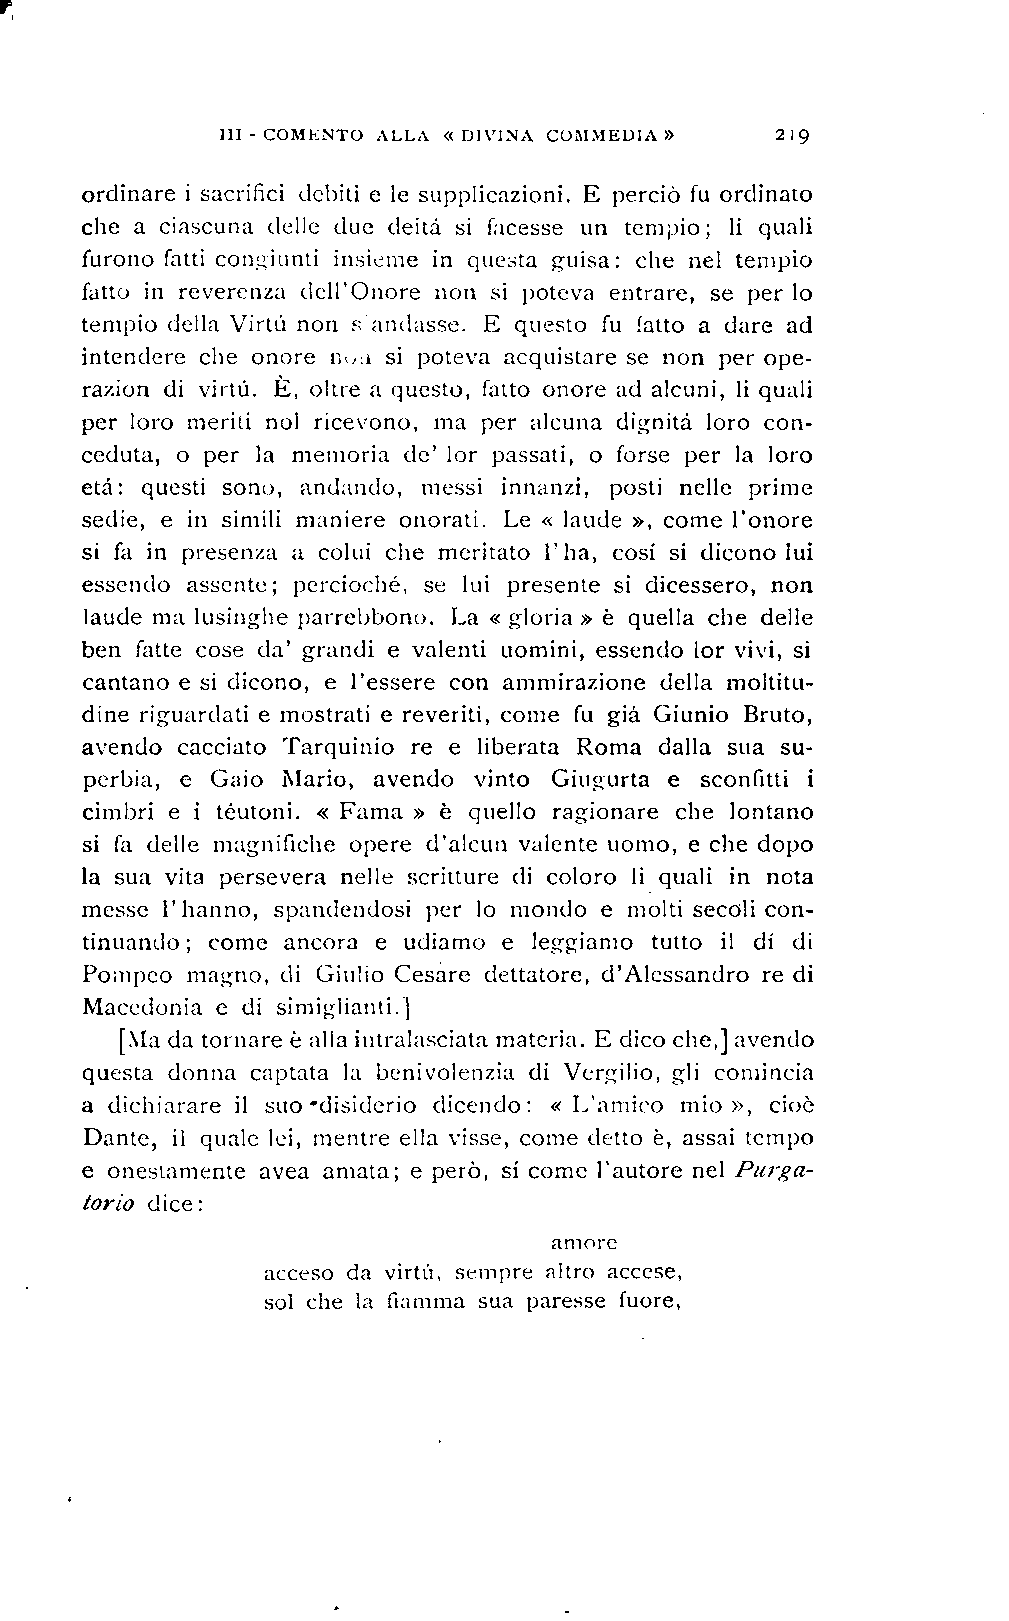 III - COMENTO ALLA « DIVINA COMMEDIA » 219
ordinare i sacrifici debiti e le supplicazioni. E perciò fu ordinato
che a ciascuna delle due deitá si facesse un tempio; li quali
furono fatti congiunti insieme in questa guisa: che nel tempio
fatto in reverenza dell'Onore non si poteva entrare, se per lo
tempio della Virtú non s'andasse. E questo fu fatto a dare ad
intendere che onore non si poteva acquistare se non per ope-
razion di virtú. È, oltre a questo, fatto onore ad alcuni, li quali
per loro meriti nol ricevono, ma per alcuna dignitá loro con-
ceduta, o per la memoria de' lor passati, o forse per la loro
etá: questi sono, andando, messi innanzi, posti nelle prime
sedie, e in simili maniere onorati. Le « laude », come l'onore
si fa in presenza a colui che meritato l'ha, cosí si dicono lui
essendo assente; percioché, se lui presente si dicessero, non
laude ma lusinghe parrebbono. La « gloria » è quella che delle
ben fatte cose da' grandi e valenti uomini, essendo lor vivi, si
cantano e si dicono, e l'essere con ammirazione della moltitu-
dine riguardati e mostrati e reveriti, come fu giá Giunio Bruto,
avendo cacciato Tarquinio re e liberata Roma dalla sua su-
perbia, e Gaio Mario, avendo vinto Giugurta e sconfitti i
cimbri e i téutoni. « Fama » è quello ragionare che lontano
si fa delle magnifiche opere d'alcun valente uomo, e che dopo
la sua vita persevera nelle scritture di coloro li quali in nota
messe l'hanno, spandendosi per lo mondo e molti secoli con-
tinuando; come ancora e udiamo e leggiamo tutto il dí di
Pompeo magno, di Giulio Cesare dettatore, d'Alessandro re di
Macedonia e di simiglianti.]
[Ma da tornare è alla intralasciata materia. E dico che,] avendo
questa donna captata la benivolenzia di Vergilio, gli comincia
a dichiarare il suo disiderio dicendo: « L'amico mio », cioè
Dante, il quale lei, mentre ella visse, come detto è, assai tempo
e onestamente avea amata; e però, sí come l'autore nel Purga-
torio dice:
amore
acceso da virtú, sempre altro accese,
sol che la fiamma sua paresse fuore,